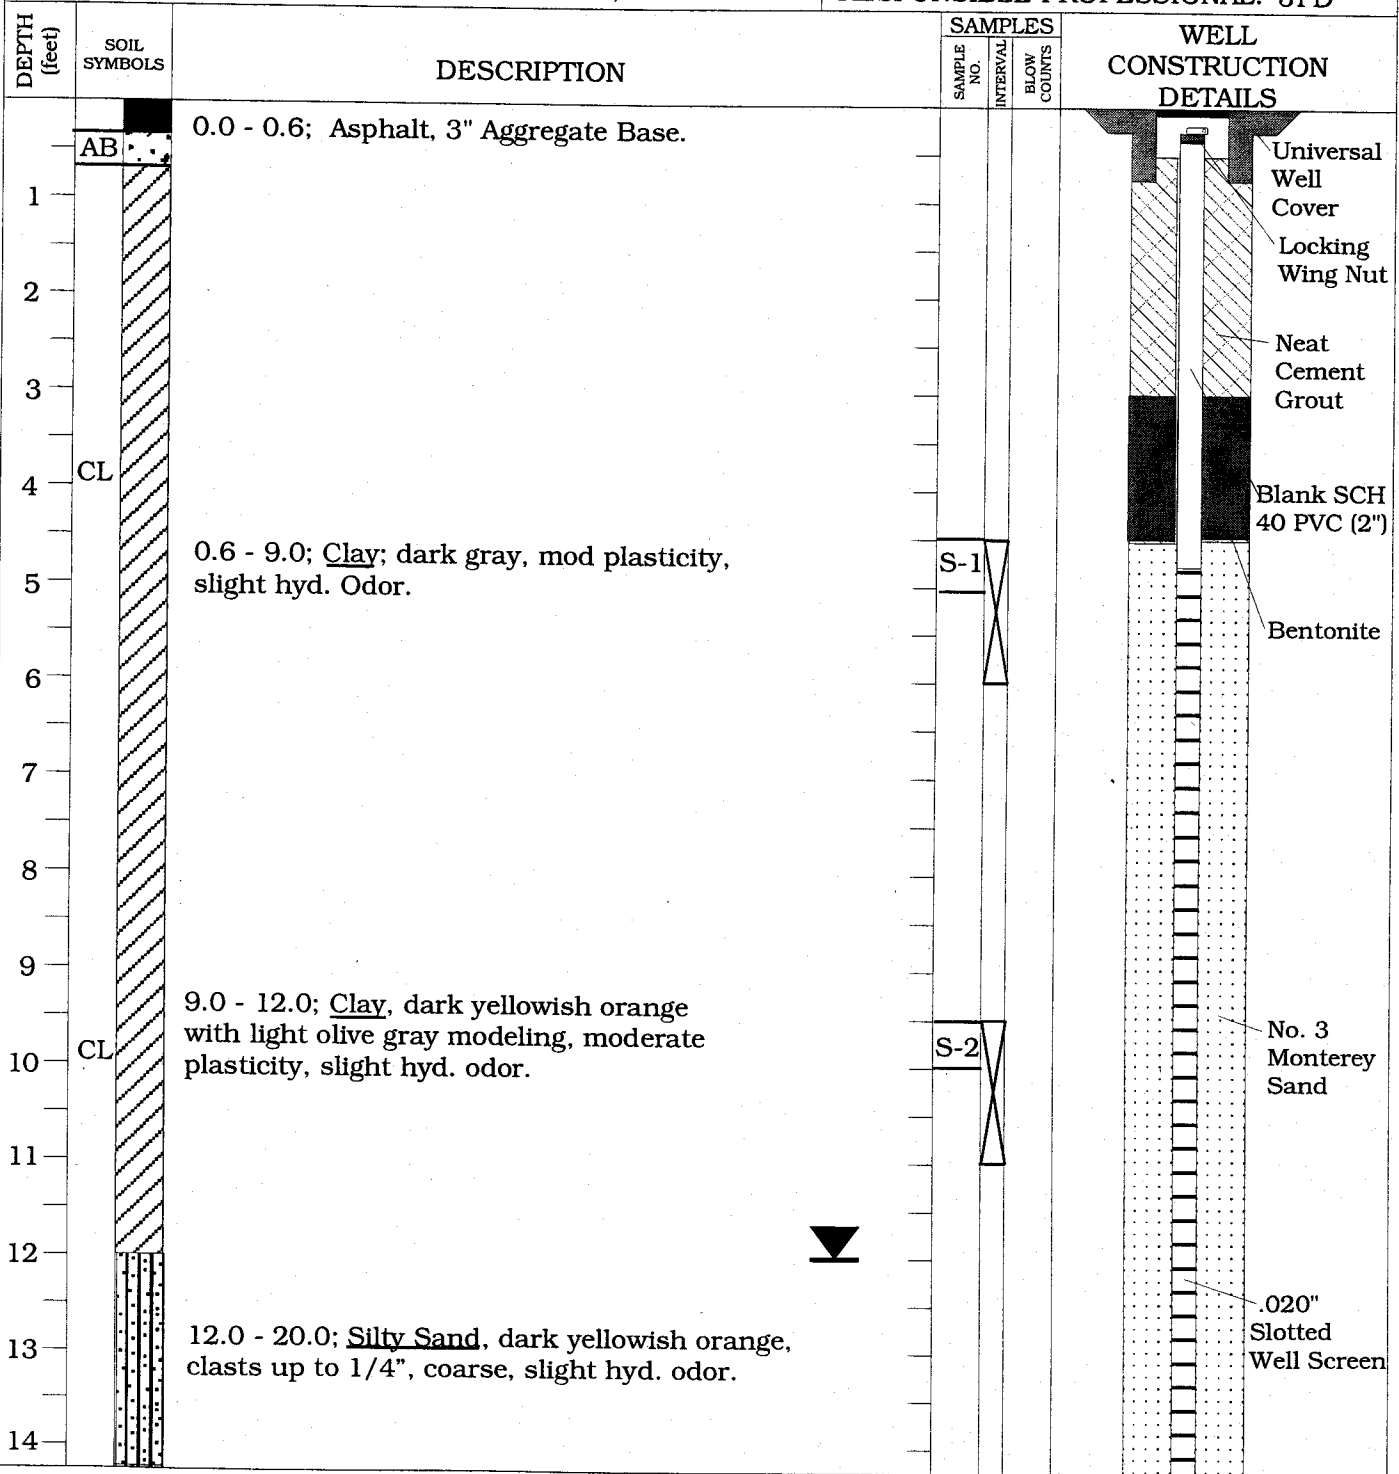 RESPONSIBLE PROFESSIONAL:
DEPTH
(feet)
SOIL
SYMBOLS
DESCRIPTION
SAMPLES
SAMPLE
NO.
INTERVAL
BLOW
COUNTS
WELL
CONSTRUCTION
DETAILS
0.0 - 0.6; Asphalt, 3" Aggregate Base.
AB
Universal
Well
Cover
1
Locking
Wing Nut
2
Neat
Cement
Grout
3
CL
4
Blank SCH
40 PVC (2")
0.6 - 9.0; Clay; dark gray, mod plasticity,
slight hyd. Odor.
S-1
5
Bentonite
6
7
8
9
9.0 - 12.0; Clay, dark yellowish orange
with light olive gray modeling, moderate
plasticity, slight hyd. odor.
CL
S-2
10
No. 3
Monterey
Sand
11
12
.020"
Slotted
Well Screen
12.0 - 20.0; Silty Sand, dark yellowish orange,
clasts up to 1/4", coarse, slight hyd. odor.
13
14